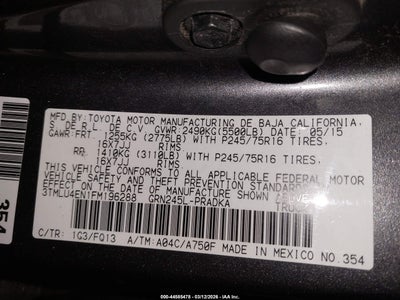 MFD BY:TOYOTA MOTOR MANUFACTURING DE BAJA CALIFORNIA,
S. DE R.L. DE C.V. GVWR:2490KG(5500LB) DATE: 05/15
GAWR FRT: 1255KG (2775LB) WITH P245/75R16 TIRES,
16X7JJ RIMS
RR: 1410KG (3110LB) WITH P245/75R16 TIRES,
16X7JJ RIMS
THIS VEHICLE CONFORMS TO ALL APPLICABLE FEDERAL MOTOR
VEHICLE SAFETY AND THEFT PREVENTION STANDARDS
IN EFFECT ON THE DATE OF MANUFACTURE SHOWN ABOVE.
3TMLU4EN1FM196288 GRN245L-PRADKA TRUCK
C/TR: 1G3/FQ13 A/TM: A04C/A750F MADE IN MEXICO NO.354
354
000-44585478 - 03/12/2026 - IAAI